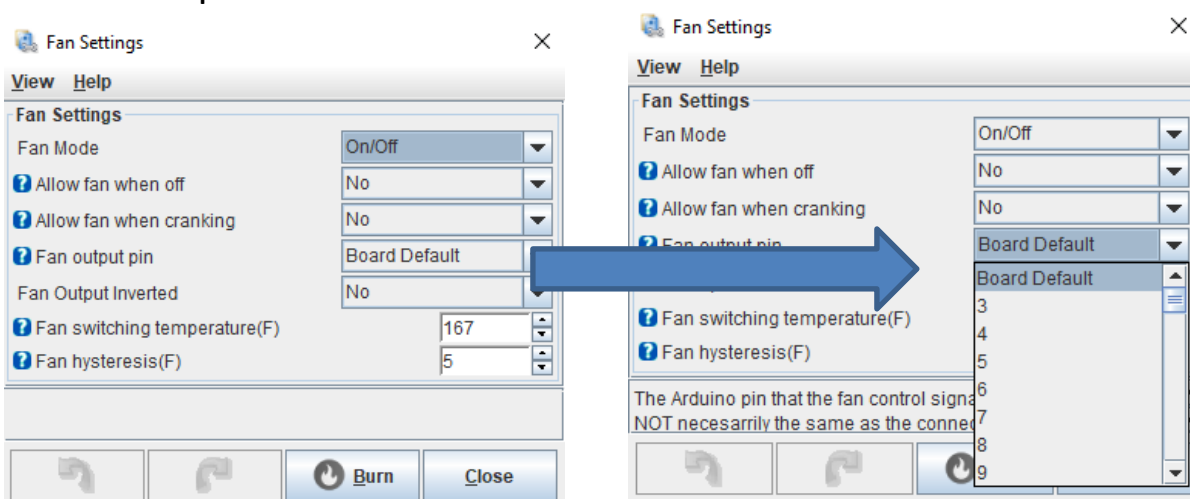 Fan Settings
View Help
Fan Settings
Fan Mode On/Off
Allow fan when off No
Allow fan when cranking No
Fan output pin Board Default
Fan Output Inverted No
Fan switching temperature(F) 167
Fan hysteresis(F) 5
Burn Close
Fan Settings
View Help
Fan Settings
Fan Mode On/Off
Allow fan when off No
Allow fan when cranking No
Fan output pin Board Default
Board Default
3
4
5
6
7
8
9
Fan switching temperature(F)
Fan hysteresis(F)
The Arduino pin that the fan control
NOT necesarrily the same as the